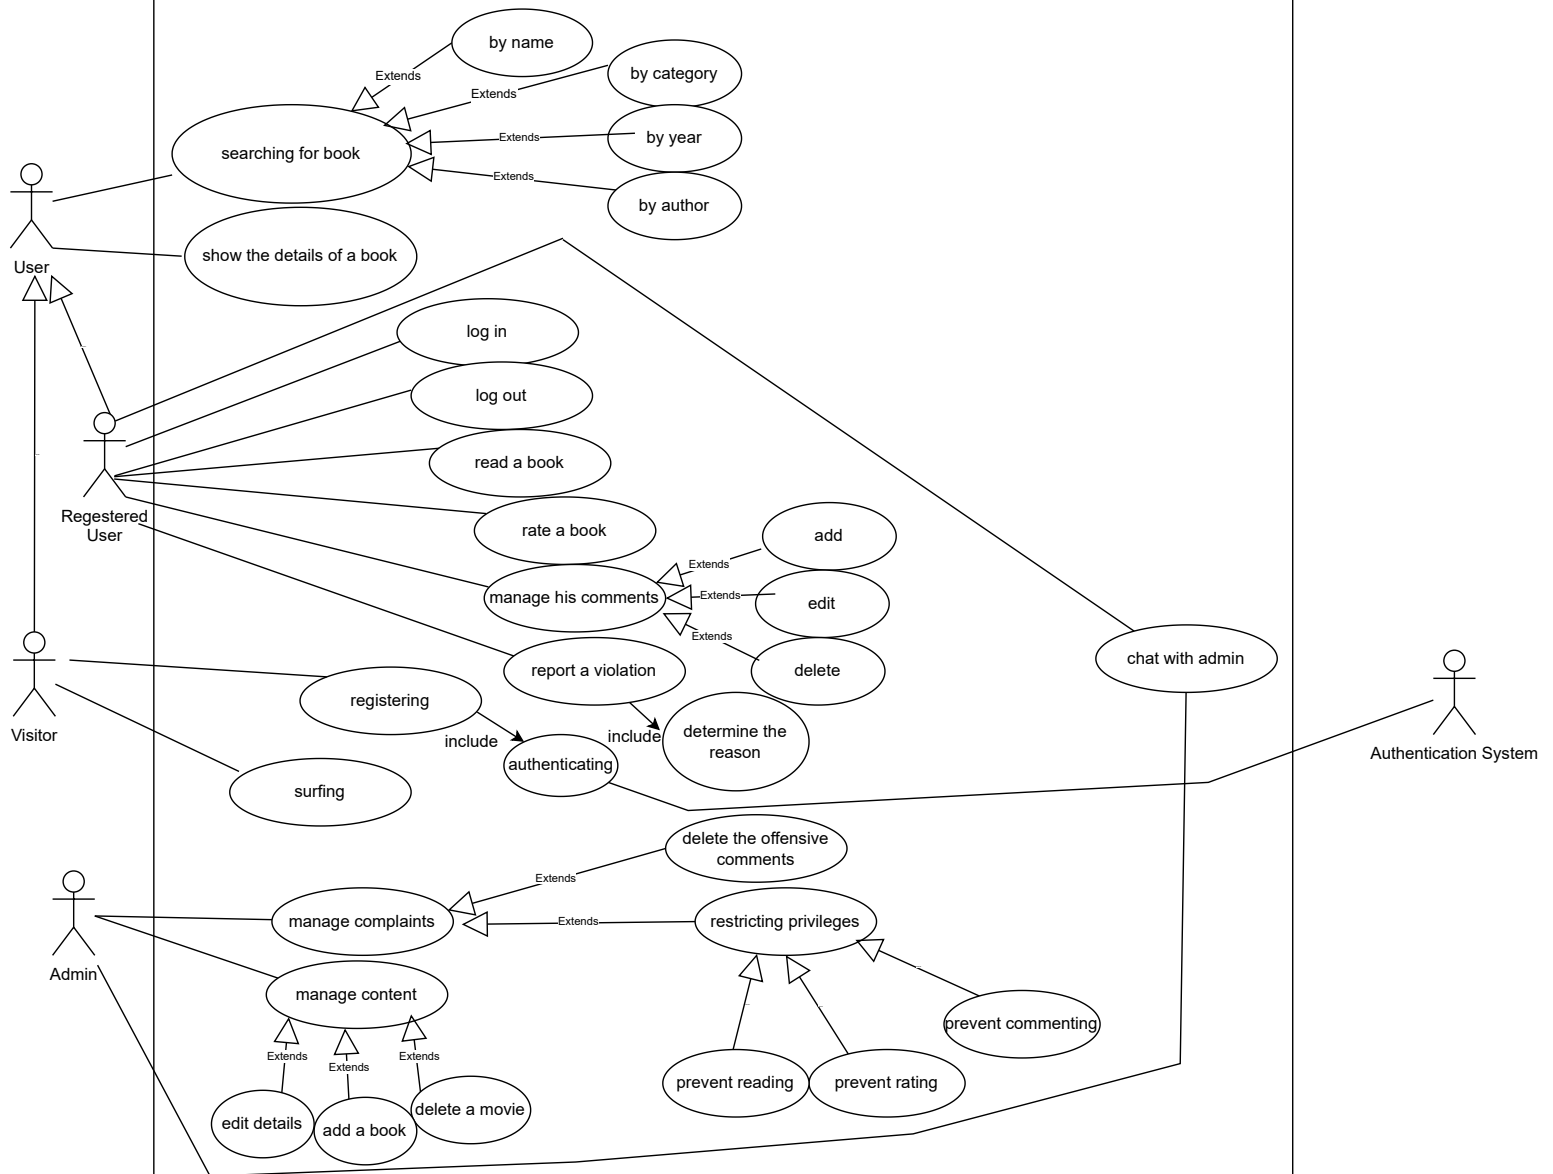 by name
Extends
by category
Extends
searching for book
Extends
by year
Extends
by author
show the details of a book
User
log in
log out
read a book
Regestered
User
rate a book
add
Extends
manage his comments
Extends
edit
Extends
delete
report a violation
chat with admin
registering
Visitor
include
include
determine the
reason
authenticating
Authentication System
surfing
delete the offensive
comments
Extends
manage complaints
Extends
restricting privileges
Admin
manage content
prevent commenting
Extends
Extends
Extends
prevent reading
prevent rating
edit details
add a book
delete a movie